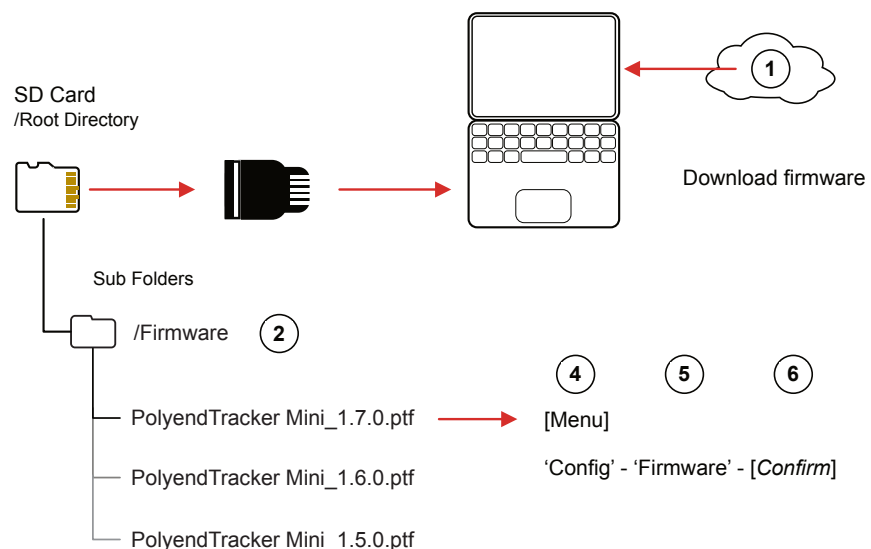 1
SD Card
/Root Directory
Download firmware
Sub Folders
/Firmware 2
4 5 6
PolyendTracker Mini_1.7.0.ptf [Menu]
PolyendTracker Mini_1.6.0.ptf ‘Config’ - ‘Firmware’ - [Confirm]
PolyendTracker Mini_1.5.0.ptf